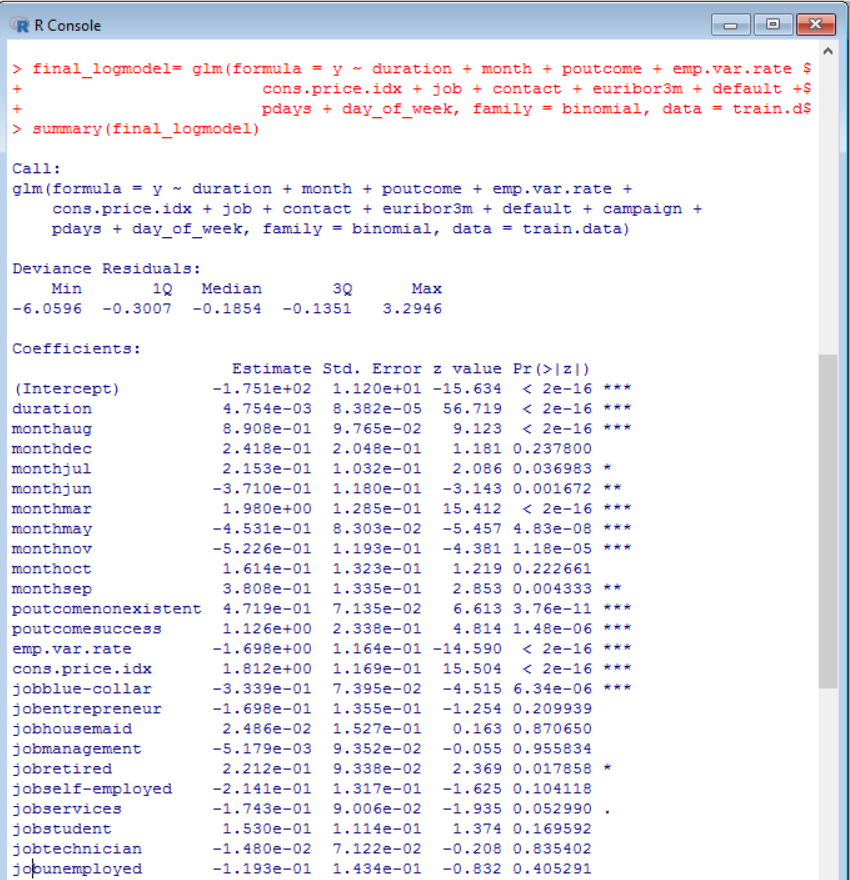 R Console
> final_logmodel= glm(formula = y ~ duration + month + poutcome + emp.var.rate $
+                            cons.price.idx + job + contact + euribor3m + default +$
+                            pdays + day_of_week, family = binomial, data = train.d$
> summary(final_logmodel)
Call:
glm(formula = y ~ duration + month + poutcome + emp.var.rate +
    cons.price.idx + job + contact + euribor3m + default + campaign +
    pdays + day_of_week, family = binomial, data = train.data)
Deviance Residuals:
    Min       1Q   Median       3Q      Max
-6.0596  -0.3007  -0.1854  -0.1351   3.2946
Coefficients:
                      Estimate Std. Error z value Pr(>|z|)
(Intercept)         -1.751e+02  1.120e+01 -15.634  < 2e-16 ***
duration             4.754e-03  8.382e-05  56.719  < 2e-16 ***
monthaug             8.908e-01  9.765e-02   9.123  < 2e-16 ***
monthdec             2.418e-01  2.048e-01   1.181 0.237800
monthjul             2.153e-01  1.032e-01   2.086 0.036983 *
monthjun            -3.710e-01  1.180e-01  -3.143 0.001672 **
monthmar             1.980e+00  1.285e-01  15.412  < 2e-16 ***
monthmay            -4.531e-01  8.303e-02  -5.457 4.83e-08 ***
monthnov            -5.226e-01  1.193e-01  -4.381 1.18e-05 ***
monthoct             1.614e-01  1.323e-01   1.219 0.222661
monthsep             3.808e-01  1.335e-01   2.853 0.004333 **
poutcomenonexistent  4.719e-01  7.135e-02   6.613 3.76e-11 ***
poutcomesuccess      1.126e+00  2.338e-01   4.814 1.48e-06 ***
emp.var.rate        -1.698e+00  1.164e-01 -14.590  < 2e-16 ***
cons.price.idx       1.812e+00  1.169e-01  15.504  < 2e-16 ***
jobblue-collar      -3.339e-01  7.395e-02  -4.515 6.34e-06 ***
jobentrepreneur     -1.698e-01  1.355e-01  -1.254 0.209939
jobhousemaid         2.486e-02  1.527e-01   0.163 0.870650
jobmanagement       -5.179e-03  9.352e-02  -0.055 0.955834
jobretired           2.212e-01  9.338e-02   2.369 0.017858 *
jobself-employed    -2.141e-01  1.317e-01  -1.625 0.104118
jobservices         -1.743e-01  9.006e-02  -1.935 0.052990 .
jobstudent           1.530e-01  1.114e-01   1.374 0.169592
jobtechnician       -1.480e-02  7.122e-02  -0.208 0.835402
jobunemployed       -1.193e-01  1.434e-01  -0.832 0.405291